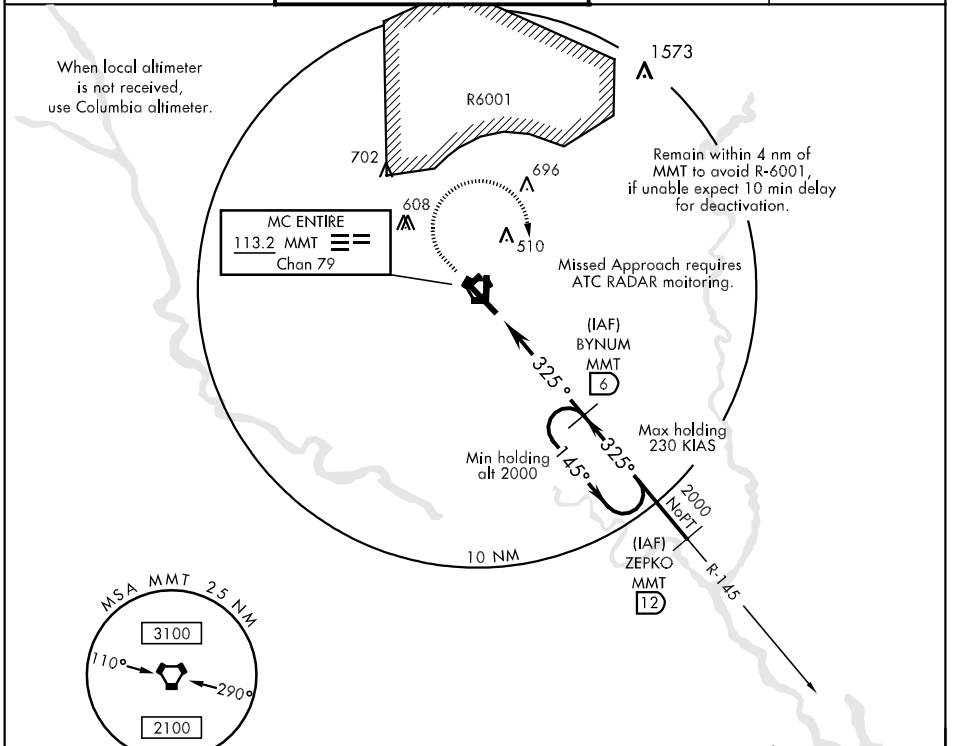 1573
When local altimeter
is not received,
use Columbia altimeter.
R6001
702
696
Remain within 4 nm of
MMT to avoid R-6001,
if unable expect 10 min delay
for deactivation.
608
MC ENTIRE
113.2 MMT
Chan 79
510
Missed Approach requires
ATC RADAR moitoring.
(IAF)
BYNUM
MMT
6
325°
Max holding
230 KIAS
Min holding
alt 2000
145°
325°
2000
NoPT
(IAF)
ZEPKO
MMT
12
10 NM
R-145
MSA MMT 25 NM
3100
110°
290°
2100